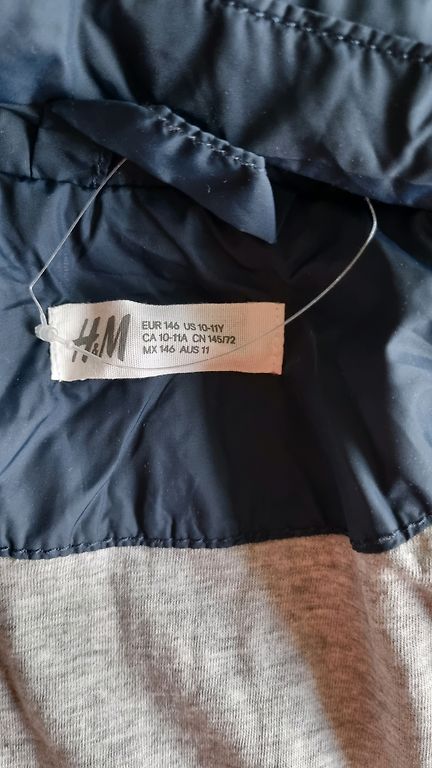 H&M
EUR 146 US 10-11Y
CA 10-11A CN 145/72
MX 146 AUS 11